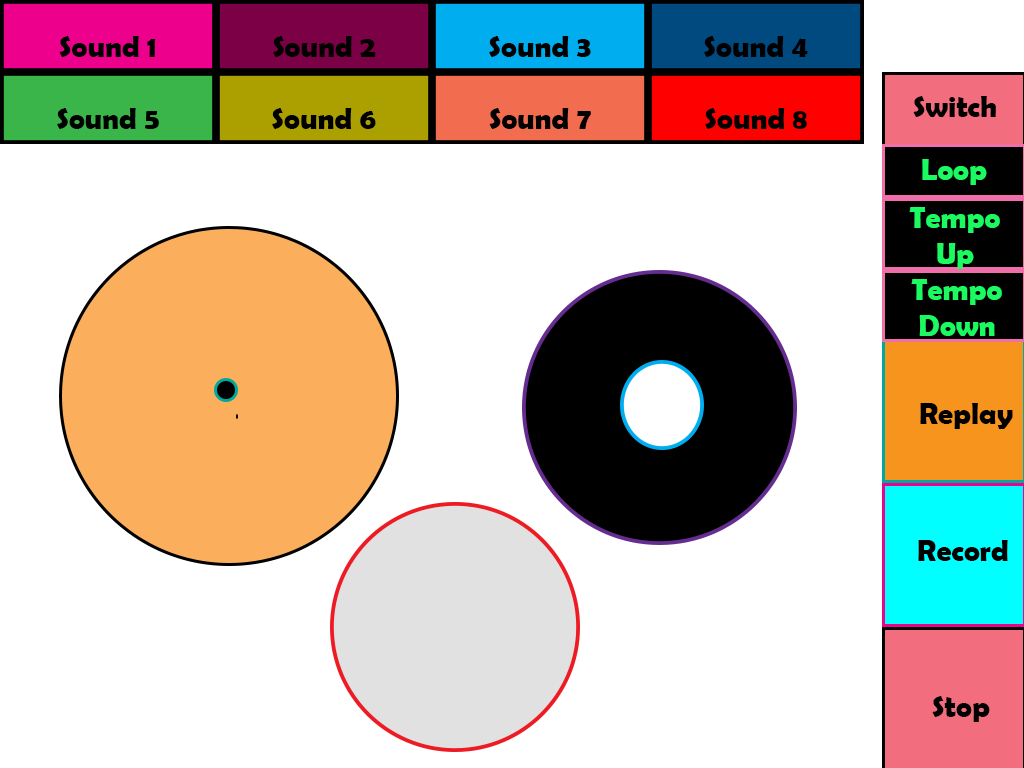 Sound 1
Sound 2
Sound 3
Sound 4
Sound 5
Sound 6
Sound 7
Sound 8
Switch
Loop
Tempo
Up
Tempo
Down
Replay
Record
Stop